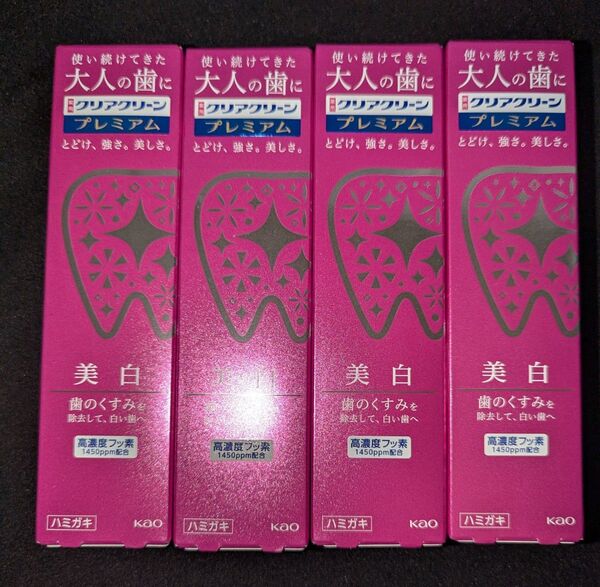 使い続けてきた
大人の歯に
薬用 クリアクリーン
プレミアム
とどけ、強さ。美しさ。
美白
歯のくすみを
除去して、白い歯へ
高濃度フッ素
1450ppm配合
ハミガキ
Kao
使い続けてきた
大人の歯に
薬用 クリアクリーン
プレミアム
とどけ、強さ。美しさ。
高濃度フッ素
1450ppm配合
ハミガキ
Kao
使い続けてきた
大人の歯に
薬用 クリアクリーン
プレミアム
とどけ、強さ。美しさ。
美白
歯のくすみを
除去して、白い歯へ
高濃度フッ素
1450ppm配合
ハミガキ
Kao
使い続けてきた
大人の歯に
薬用 クリアクリーン
プレミアム
とどけ、強さ。美しさ。
美白
歯のくすみを
除去して、白い歯へ
高濃度フッ素
1450ppm配合
ハミガキ
Kao